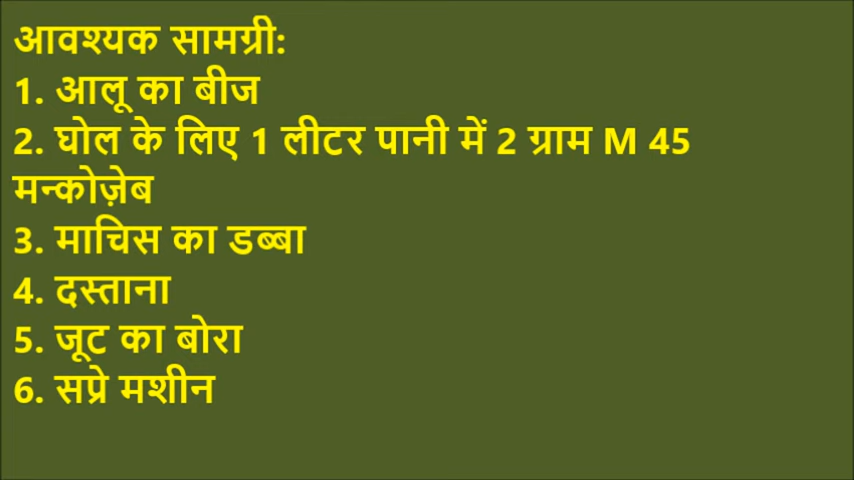 आवश्यक सामग्री:
1. आलू का बीज
2. घोल के लिए 1 लीटर पानी में 2 ग्राम M 45
मन्कोज़ेब
3. माचिस का डब्बा
4. दस्ताना
5. जूट का बोरा
6. सप्रे मशीन